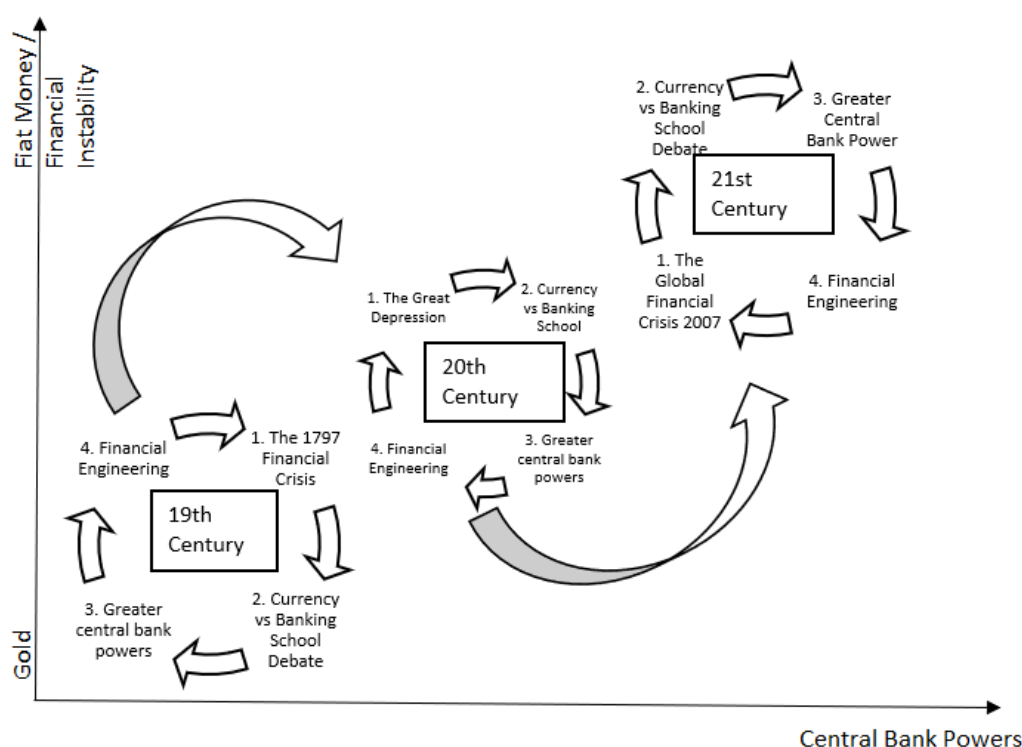 Fiat Money /
Financial
Instability
Gold
2. Currency
vs Banking
School
Debate
3. Greater
Central
Bank Power
21st
Century
1. The
Global
Financial
Crisis 2007
4. Financial
Engineering
1. The Great
Depression
2. Currency
vs Banking
School
20th
Century
4. Financial
Engineering
3. Greater
central bank
powers
4. Financial
Engineering
1. The 1797
Financial
Crisis
19th
Century
3. Greater
central bank
powers
2. Currency
vs Banking
School
Debate
Central Bank Powers